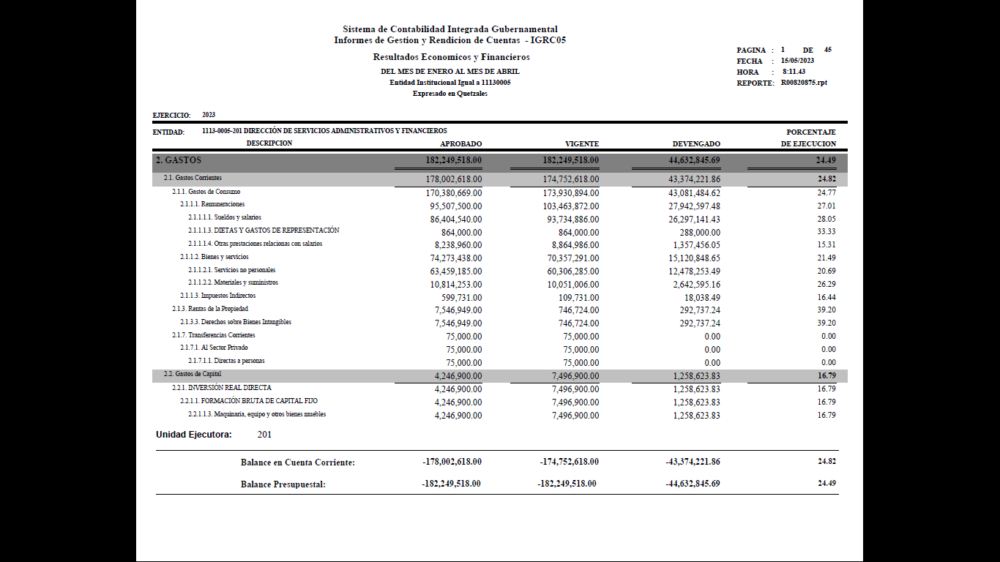 Sistema de Contabilidad Integrada Gubernamental
Informes de Gestion y Rendicion de Cuentas - IGRC05
Resultados Economicos y Financieros
DEL MES DE ENERO AL MES DE ABRIL
Entidad Institucional Igual a 11130005
Expresado en Quetzales
PAGINA : 1 DE 45
FECHA : 15/05/2023
HORA : 8:11.43
REPORTE: R00820875.rpt
EJERCICIO: 2023
ENTIDAD: 1113-0005-201 DIRECCIÓN DE SERVICIOS ADMINISTRATIVOS Y FINANCIEROS
DESCRIPCION APROBADO VIGENTE DEVENGADO PORCENTAJE DE EJECUCION
2. GASTOS 182,249,518.00 182,249,518.00 44,632,845.69 24.49
2.1. Gastos Corrientes 178,002,618.00 174,752,618.00 43,374,221.86 24.82
2.1.1. Gastos de Consumo 170,380,669.00 173,930,894.00 43,081,484.62 24.77
2.1.1.1. Remuneraciones 95,507,500.00 103,463,872.00 27,942,597.48 27.01
2.1.1.1.1. Sueldos y salarios 86,404,540.00 93,734,886.00 26,297,141.43 28.05
2.1.1.1.3. DIETAS Y GASTOS DE REPRESENTACIÓN 864,000.00 864,000.00 288,000.00 33.33
2.1.1.1.4. Otras prestaciones relacionas con salarios 8,238,960.00 8,864,986.00 1,357,456.05 15.31
2.1.1.2. Bienes y servicios 74,273,438.00 70,357,291.00 15,120,848.65 21.49
2.1.1.2.1. Servicios no personales 63,459,185.00 60,306,285.00 12,478,253.49 20.69
2.1.1.2.2. Materiales y suministros 10,814,253.00 10,051,006.00 2,642,595.16 26.29
2.1.1.3. Impuestos Indirectos 599,731.00 109,731.00 18,038.49 16.44
2.1.3. Rentas de la Propiedad 7,546,949.00 746,724.00 292,737.24 39.20
2.1.3.3. Derechos sobre Bienes Intangibles 7,546,949.00 746,724.00 292,737.24 39.20
2.1.7. Transferencias Corrientes 75,000.00 75,000.00 0.00 0.00
2.1.7.1. Al Sector Privado 75,000.00 75,000.00 0.00 0.00
2.1.7.1.1. Directas a personas 75,000.00 75,000.00 0.00 0.00
2.2. Gastos de Capital 4,246,900.00 7,496,900.00 1,258,623.83 16.79
2.2.1. INVERSIÓN REAL DIRECTA 4,246,900.00 7,496,900.00 1,258,623.83 16.79
2.2.1.1. FORMACIÓN BRUTA DE CAPITAL FIJO 4,246,900.00 7,496,900.00 1,258,623.83 16.79
2.2.1.1.3. Maquinaria, equipo y otros bienes muebles 4,246,900.00 7,496,900.00 1,258,623.83 16.79
Unidad Ejecutora: 201
Balance en Cuenta Corriente: -178,002,618.00 -174,752,618.00 -43,374,221.86 24.82
Balance Presupuestal: -182,249,518.00 -182,249,518.00 -44,632,845.69 24.49